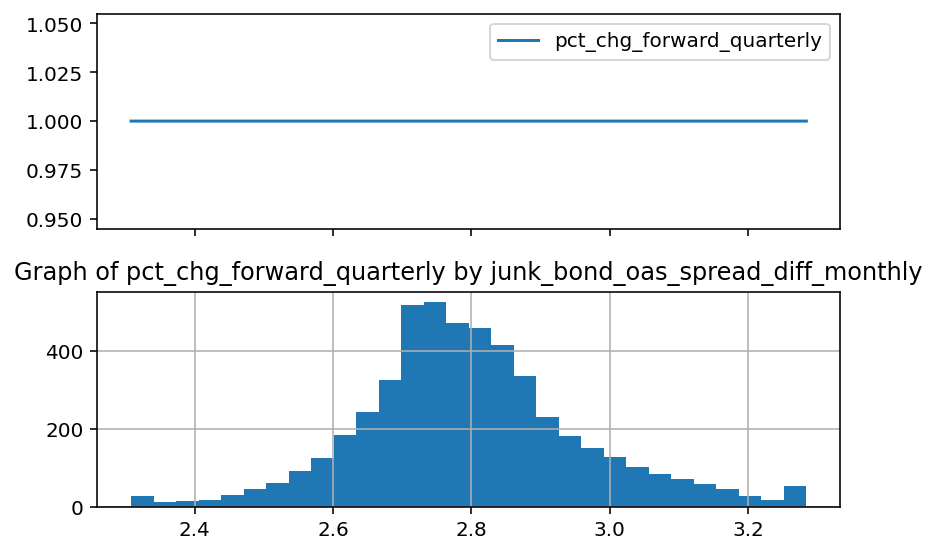 1.050
pct_chg_forward_quarterly
1.025
1.000
0.975
0.950
Graph of pct_chg_forward_quarterly by junk_bond_oas_spread_diff_monthly
400
200
0
2.4 2.6 2.8 3.0 3.2